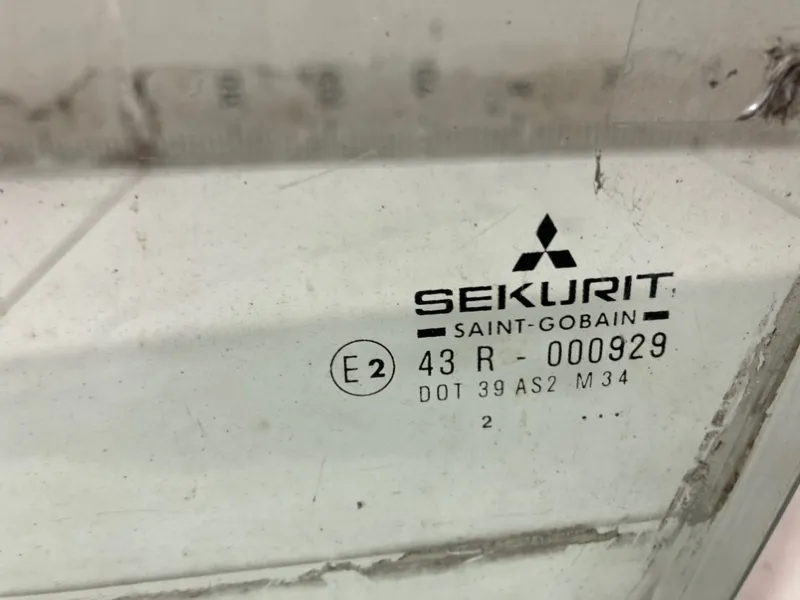 SEKURIT
SAINT-GOBAIN
E2 43 R - 000929
DOT 39 AS2 M34
2 ...